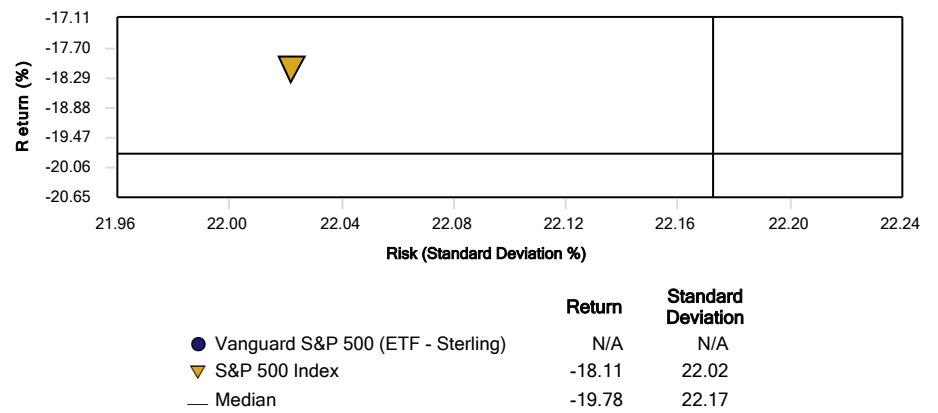 -17.11
-17.70
-18.29
-18.88
-19.47
-20.06
-20.65
Return (%)
21.96 22.00 22.04 22.08 22.12 22.16 22.20 22.24
Risk (Standard Deviation %)
Return Standard Deviation
Vanguard S&P 500 (ETF - Sterling) N/A N/A
S&P 500 Index -18.11 22.02
Median -19.78 22.17